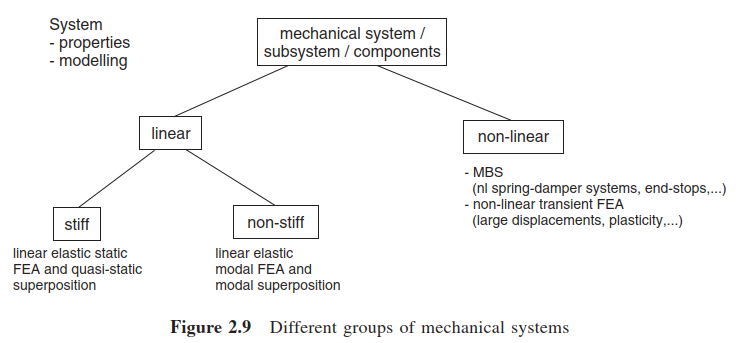 System
- properties
- modelling
mechanical system /
subsystem / components
linear
non-linear
- MBS
(nl spring-damper systems, end-stops,...)
- non-linear transient FEA
(large displacements, plasticity,...)
stiff
non-stiff
linear elastic static
FEA and quasi-static
superposition
linear elastic
modal FEA and
modal superposition
Figure 2.9 Different groups of mechanical systems